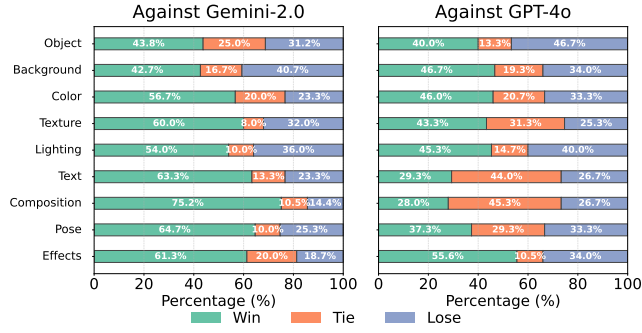 Against Gemini-2.0 Against GPT-4o
Object 43.8% 25.0% 31.2% 40.0% 13.3% 46.7%
Background 42.7% 16.7% 40.7% 46.7% 19.3% 34.0%
Color 56.7% 20.0% 23.3% 46.0% 20.7% 33.3%
Texture 60.0% 8.0% 32.0% 43.3% 31.3% 25.3%
Lighting 54.0% 10.0% 36.0% 45.3% 14.7% 40.0%
Text 63.3% 13.3% 23.3% 29.3% 44.0% 26.7%
Composition 75.2% 10.5% 14.4% 28.0% 45.3% 26.7%
Pose 64.7% 10.0% 25.3% 37.3% 29.3% 33.3%
Effects 61.3% 20.0% 18.7% 55.6% 10.5% 34.0%
0 20 40 60 80 100 0 20 40 60 80 100
Percentage (%) Percentage (%)
Win Tie Lose